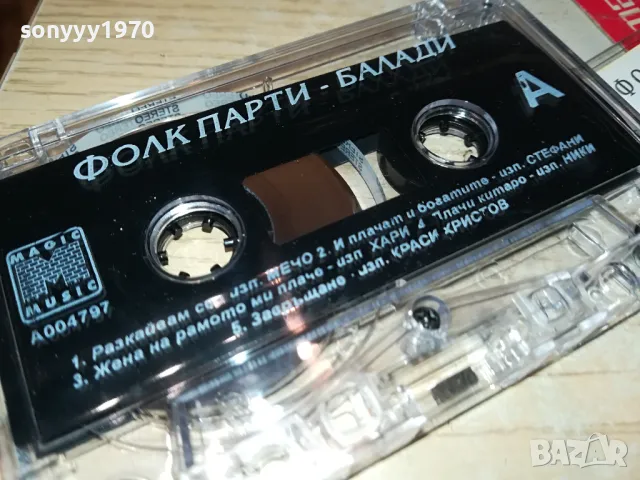 sonyyy1970
ФОЛК ПАРТИ - БАЛАДИ
A
MAGIC
M
MUSIC
A004797
1. Разкайвам се - изп. МЕЧО 2. И плачат и богатите - изп. СТЕФАНИ
3. Жена на рамото ми плаче - изп. ХАРИ 4. Плачи китаро - изп. НИКИ
5. Завръщане - изп. КРАСИ ХРИСТОВ
BAZAR